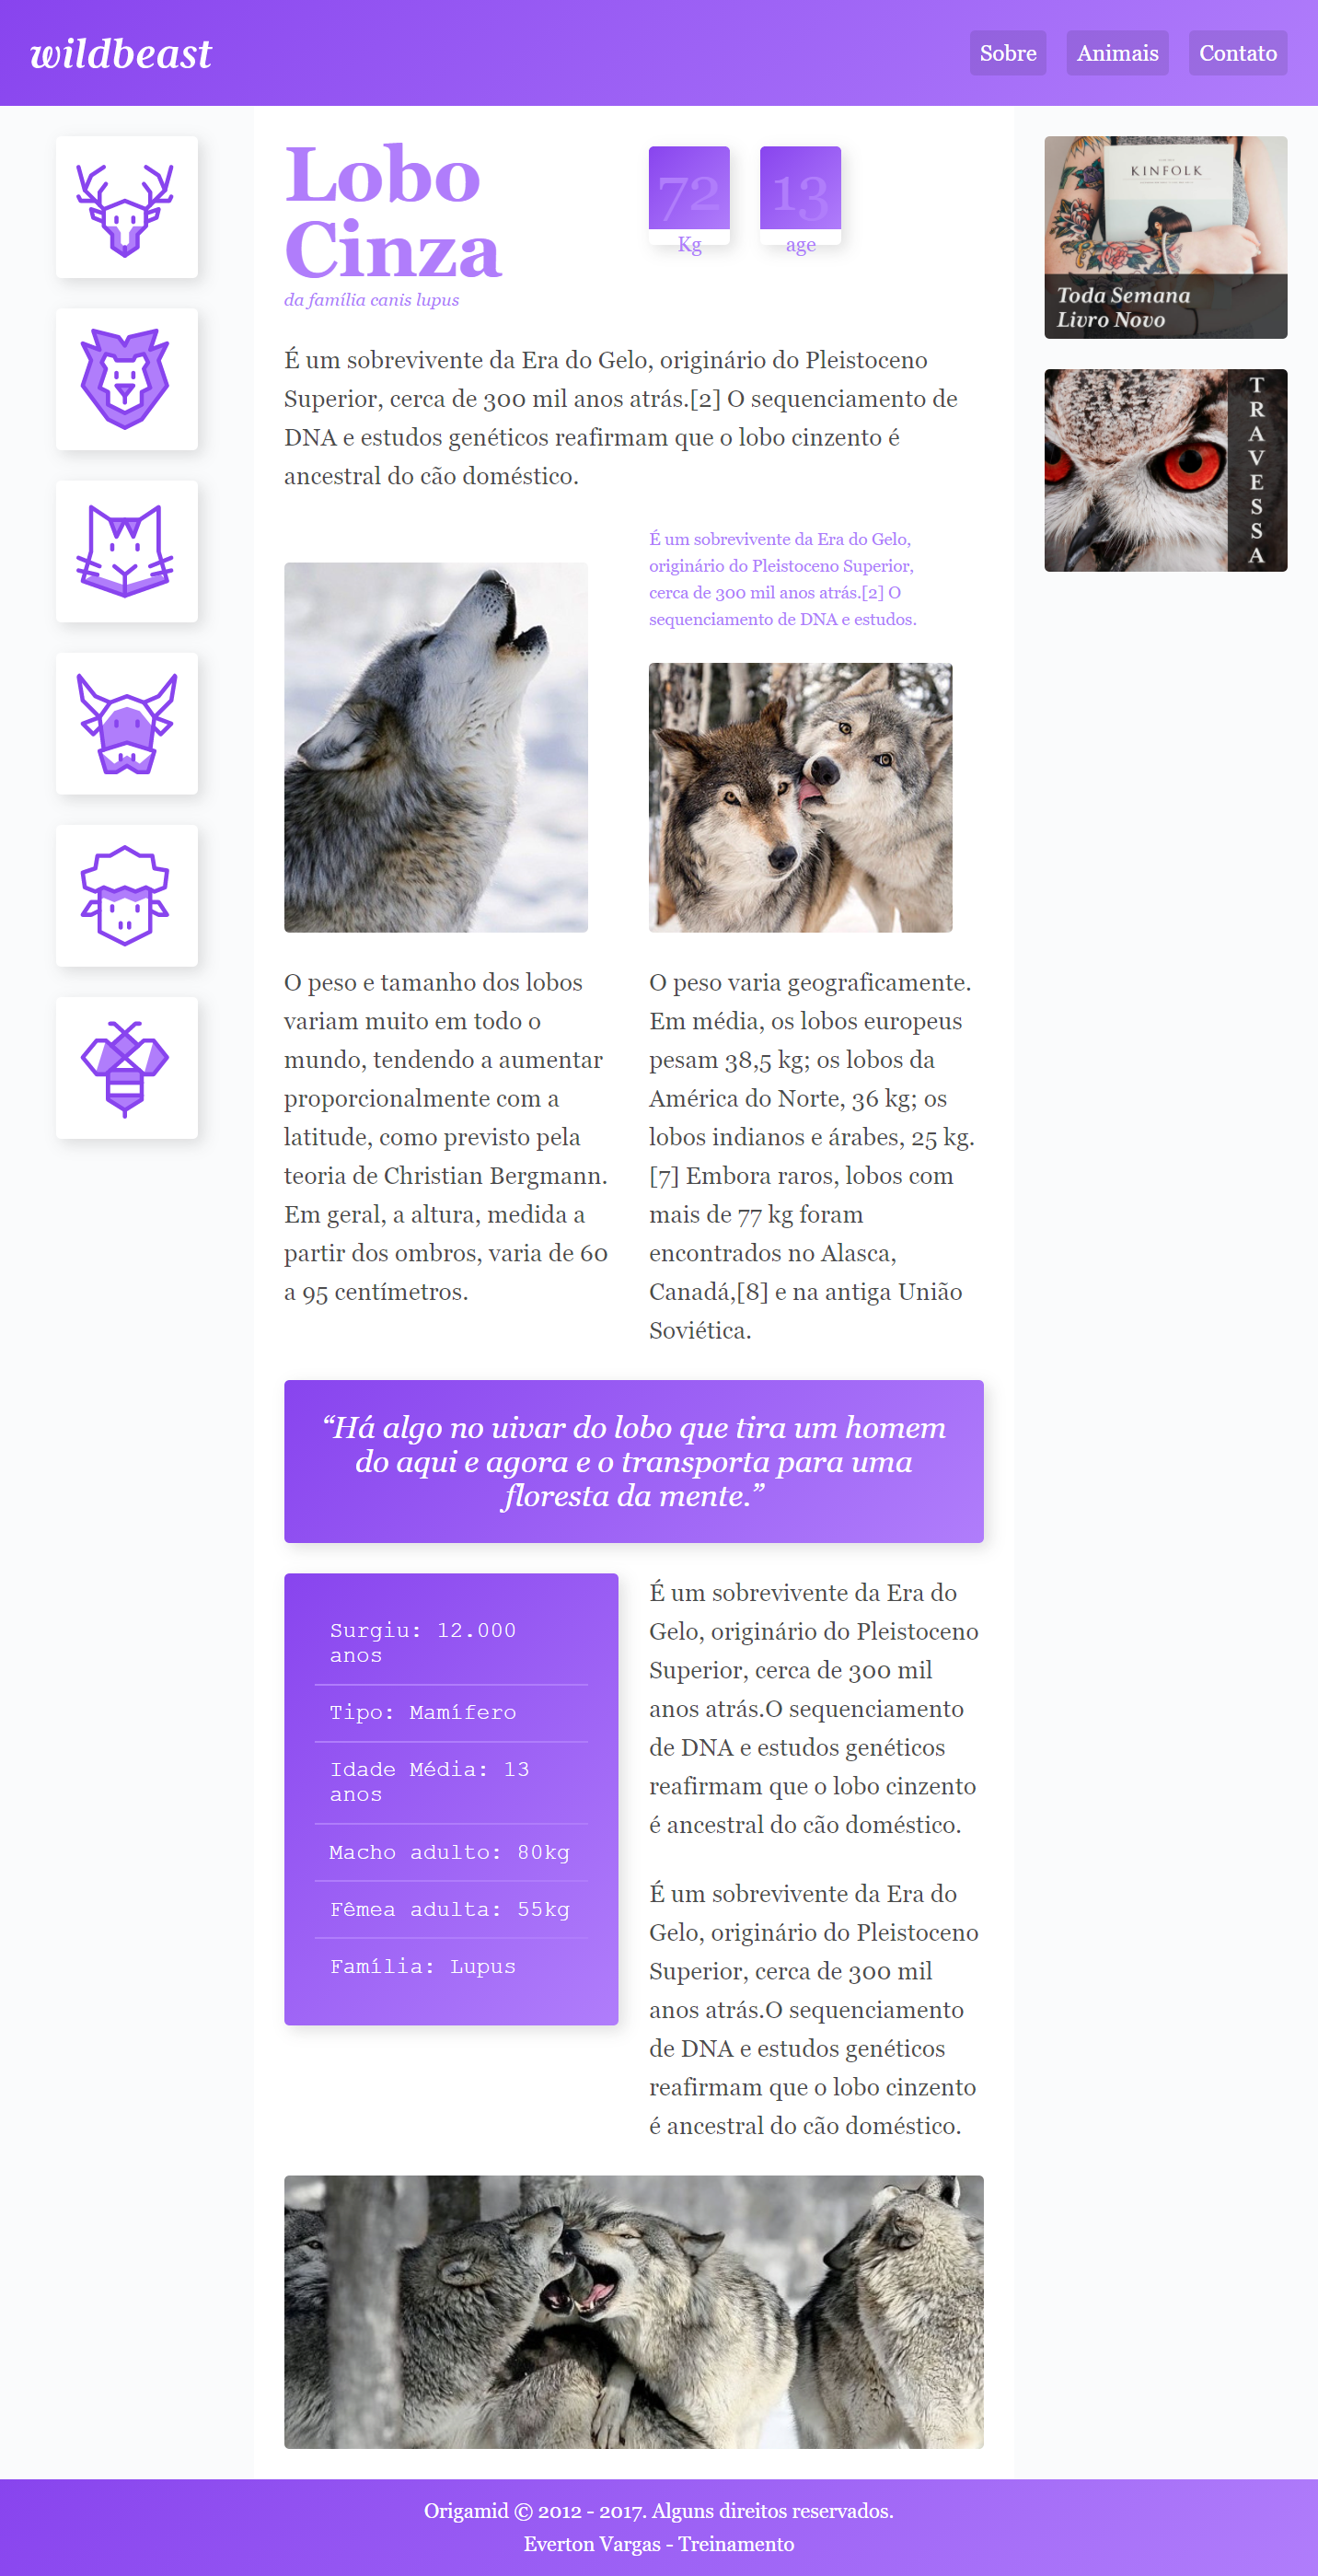 wildbeast
Sobre Animais Contato
Lobo
Cinza
da família canis lupus
72
Kg
13
age
É um sobrevivente da Era do Gelo, originário do Pleistoceno
Superior, cerca de 300 mil anos atrás.[2] O sequenciamento de
DNA e estudos genéticos reafirmam que o lobo cinzento é
ancestral do cão doméstico.
É um sobrevivente da Era do Gelo,
originário do Pleistoceno Superior,
cerca de 300 mil anos atrás.[2] O
sequenciamento de DNA e estudos.
O peso e tamanho dos lobos
variam muito em todo o
mundo, tendendo a aumentar
proporcionalmente com a
latitude, como previsto pela
teoria de Christian Bergmann.
Em geral, a altura, medida a
partir dos ombros, varia de 60
a 95 centímetros.
O peso varia geograficamente.
Em média, os lobos europeus
pesam 38,5 kg; os lobos da
América do Norte, 36 kg; os
lobos indianos e árabes, 25 kg.
[7] Embora raros, lobos com
mais de 77 kg foram
encontrados no Alasca,
Canadá,[8] e na antiga União
Soviética.
“Há algo no uivar do lobo que tira um homem
do aqui e agora e o transporta para uma
floresta da mente.”
Surgiu: 12.000
anos
Tipo: Mamífero
Idade Média: 13
anos
Macho adulto: 80kg
Fêmea adulta: 55kg
Família: Lupus
É um sobrevivente da Era do
Gelo, originário do Pleistoceno
Superior, cerca de 300 mil
anos atrás.O sequenciamento
de DNA e estudos genéticos
reafirmam que o lobo cinzento
é ancestral do cão doméstico.
É um sobrevivente da Era do
Gelo, originário do Pleistoceno
Superior, cerca de 300 mil
anos atrás.O sequenciamento
de DNA e estudos genéticos
reafirmam que o lobo cinzento
é ancestral do cão doméstico.
KINFOLK
Toda Semana
Livro Novo
TRAVESSA
Origamid © 2012 - 2017. Alguns direitos reservados.
Everton Vargas - Treinamento